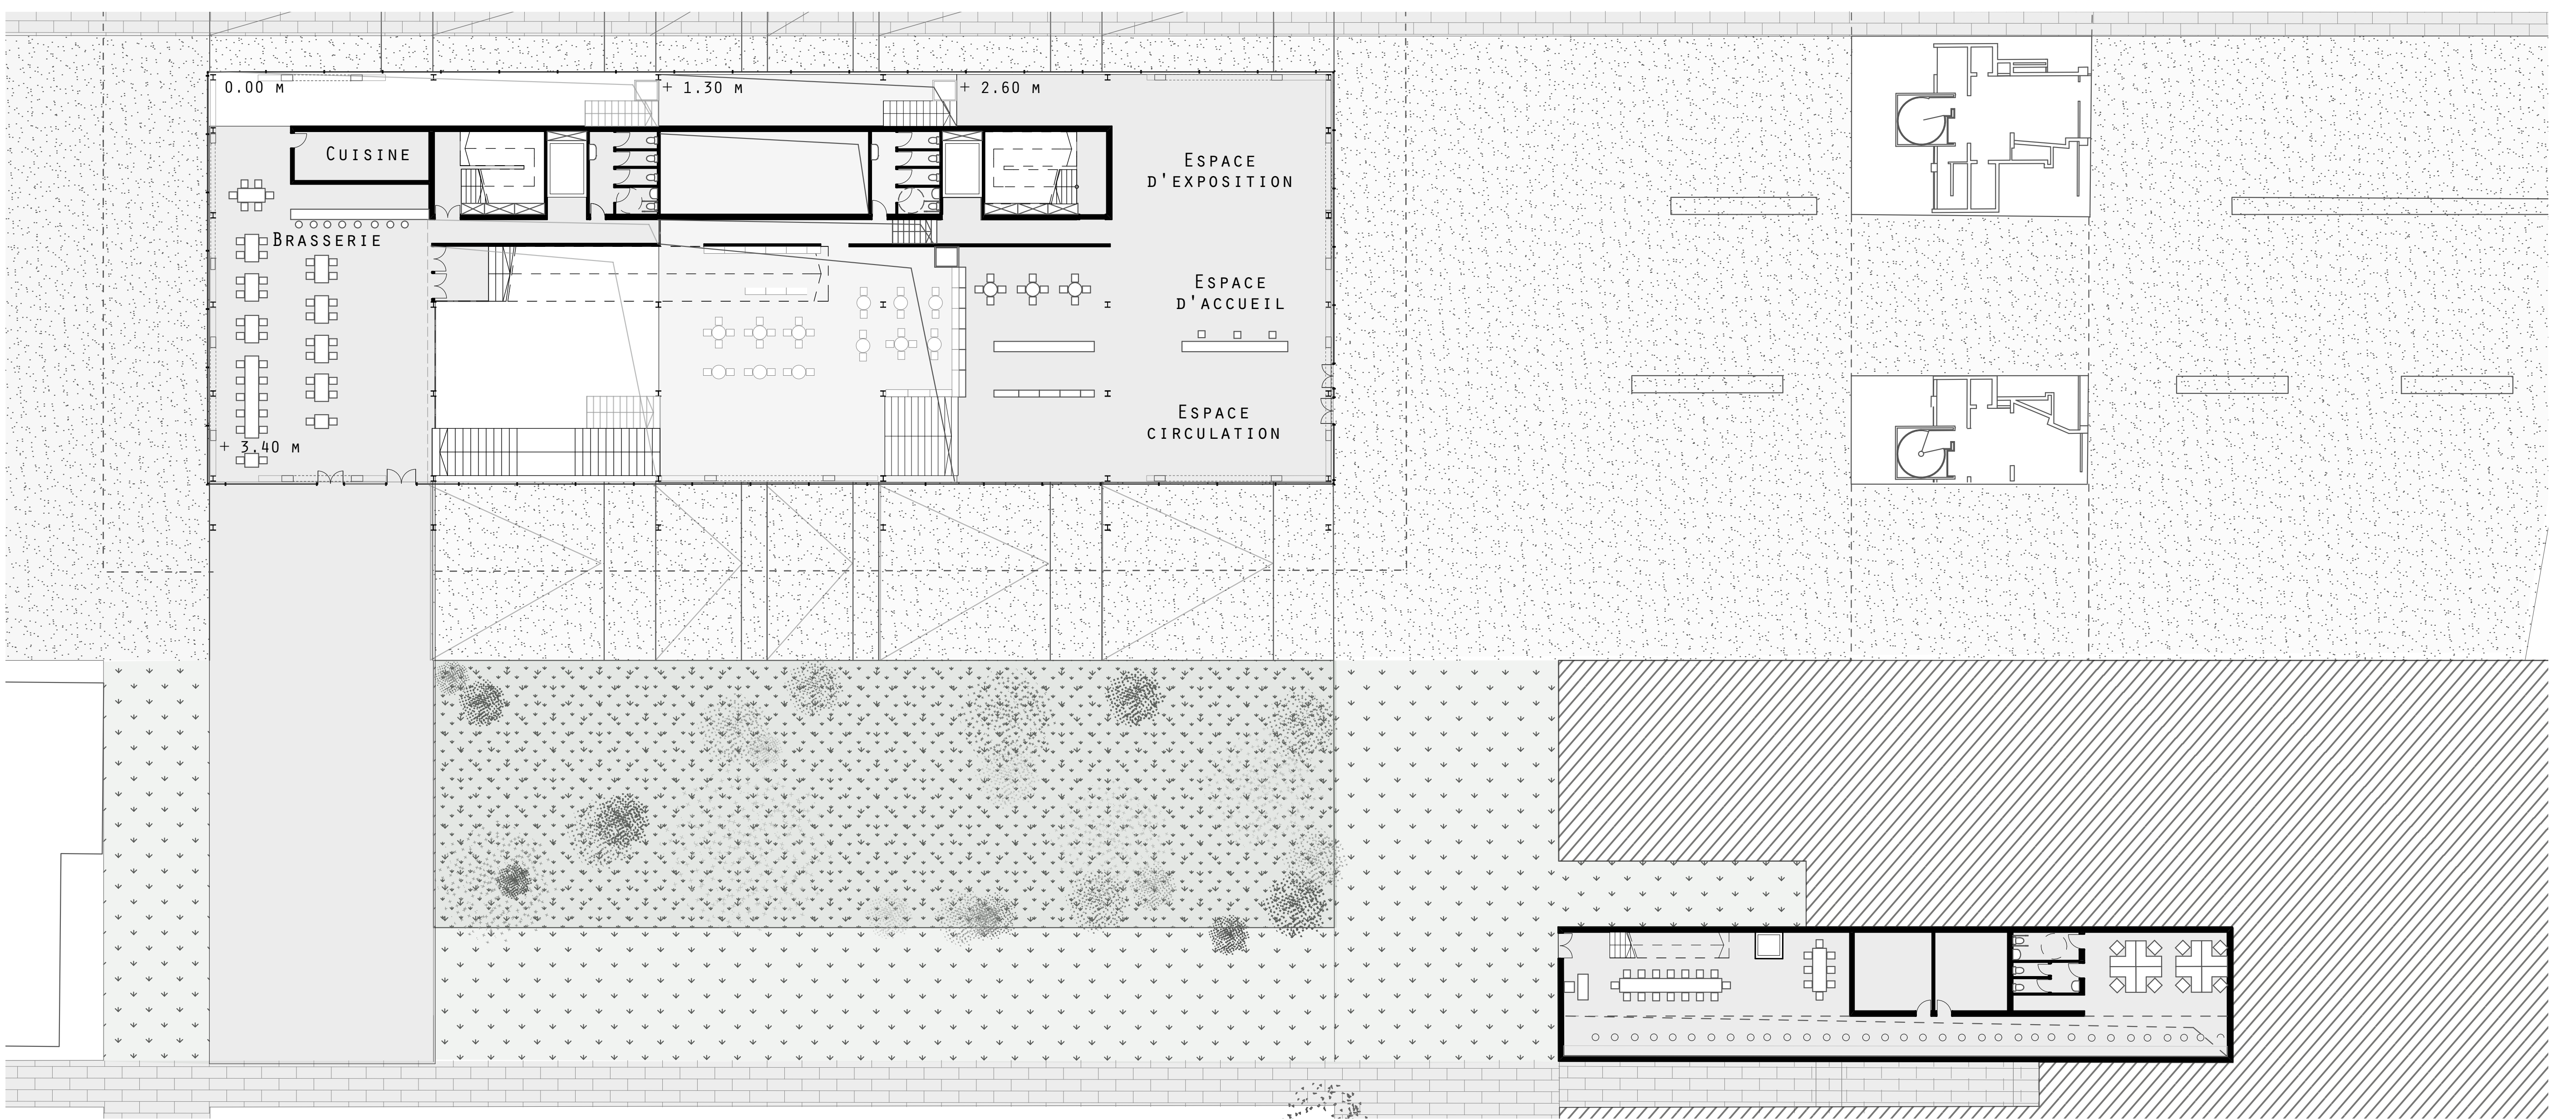 0.00 м
+ 1.30 м
+ 2.60 м
Cuisine
Espace
d'exposition
Brasserie
Espace
d'accueil
Espace
circulation
+ 3.40 м